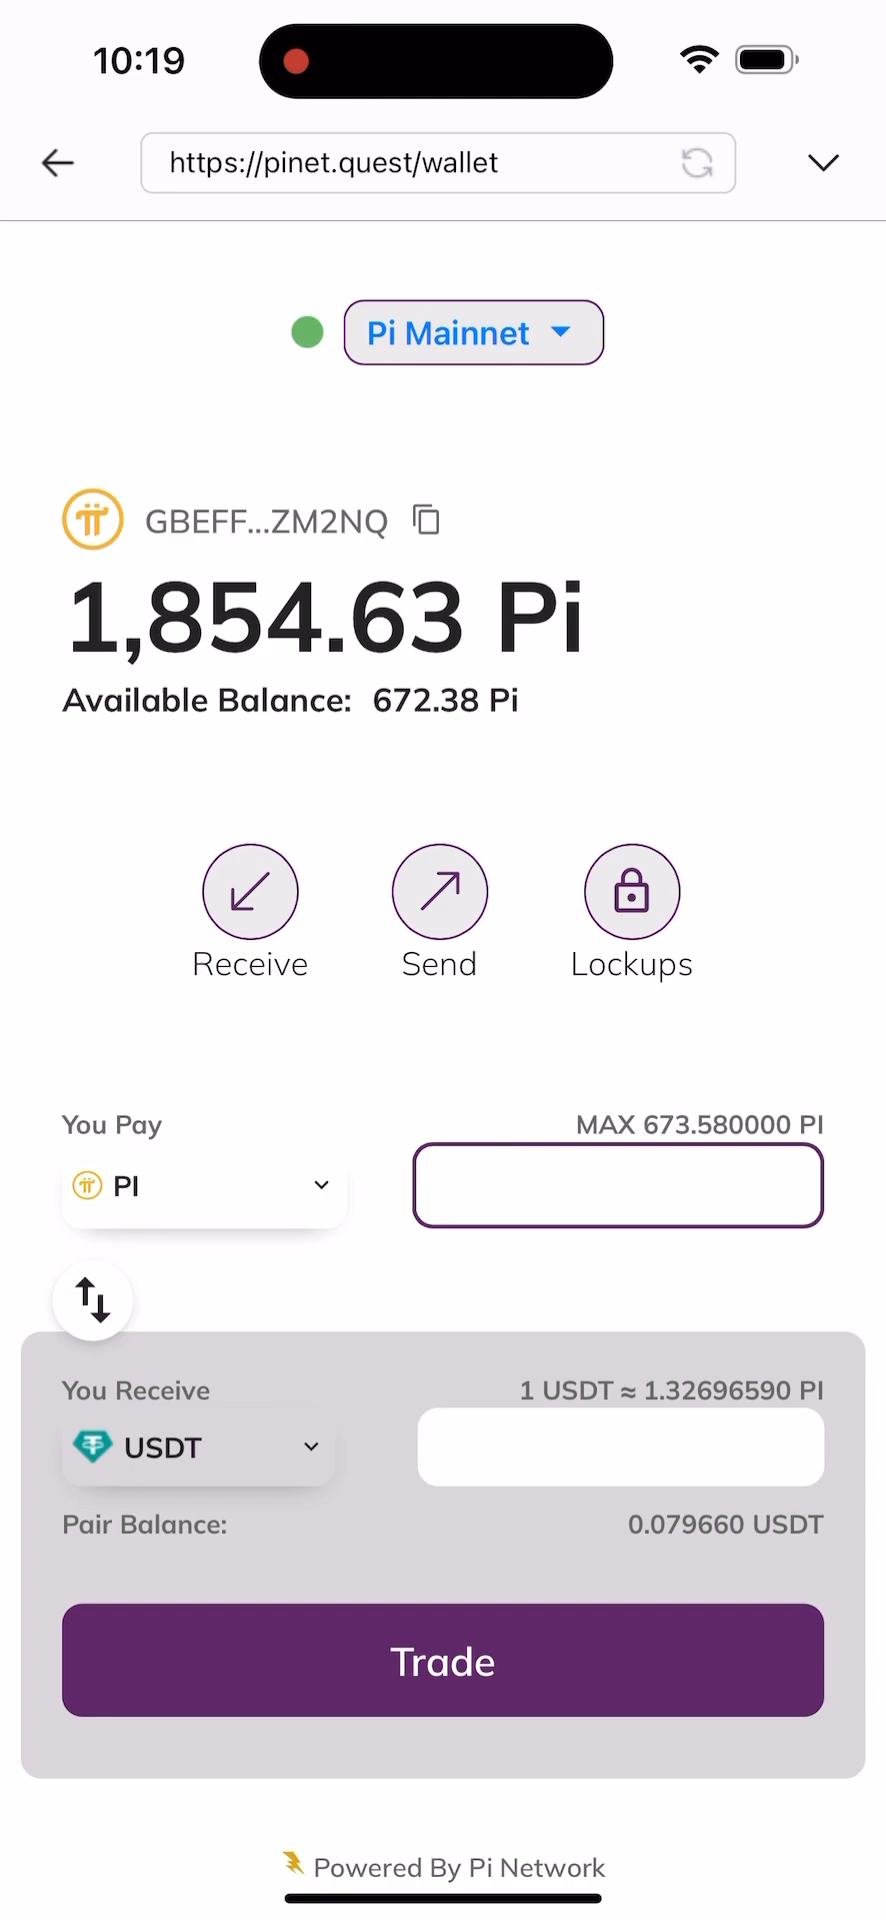 10:19
https://pinet.quest/wallet
Pi Mainnet
GBEFF...ZM2NQ
1,854.63 Pi
Available Balance: 672.38 Pi
Receive Send Lockups
You Pay MAX 673.580000 PI
PI
You Receive 1 USDT ≈ 1.32696590 PI
USDT
Pair Balance: 0.079660 USDT
Trade
Powered By Pi Network